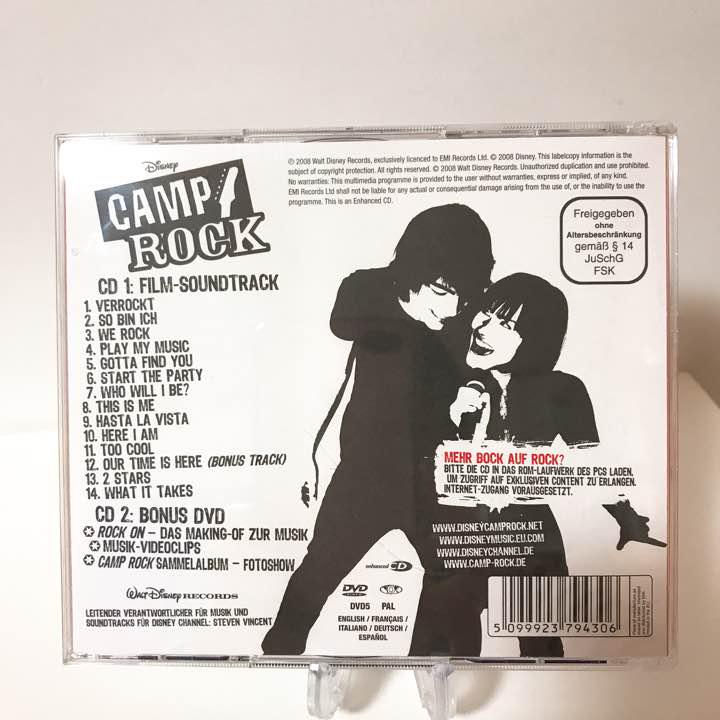 Disney
CAMP
ROCK
℗ 2008 Walt Disney Records, exclusively licenced to EMI Records Ltd. © 2008 Disney. This labelcopy information is the
subject of copyright protection. All rights reserved. © 2008 Walt Disney Records. Unauthorized duplication and use prohibited.
No warranties: This multimedia programme is provided to the user without warranties, express or implied, of any kind.
EMI Records Ltd shall not be liable for any actual or consequential damage arising from the use of, or the inability to use the
programme. This is an Enhanced CD.
Freigegeben
ohne
Altersbeschränkung
gemäß § 14
JuSchG
FSK
CD 1: FILM-SOUNDTRACK
1. VERROCKT
2. SO BIN ICH
3. WE ROCK
4. PLAY MY MUSIC
5. GOTTA FIND YOU
6. START THE PARTY
7. WHO WILL I BE?
8. THIS IS ME
9. HASTA LA VISTA
10. HERE I AM
11. TOO COOL
12. OUR TIME IS HERE (BONUS TRACK)
13. 2 STARS
14. WHAT IT TAKES
CD 2: BONUS DVD
ROCK ON – DAS MAKING-OF ZUR MUSIK
MUSIK-VIDEOCLIPS
CAMP ROCK SAMMELALBUM – FOTOSHOW
WALT DISNEY RECORDS
LEITENDER VERANTWORTLICHER FÜR MUSIK UND
SOUNDTRACKS FÜR DISNEY CHANNEL: STEVEN VINCENT
MEHR BOCK AUF ROCK?
BITTE DIE CD IN DAS ROM-LAUFWERK DES PCS LADEN,
UM ZUGRIFF AUF EXKLUSIVEN CONTENT ZU ERLANGEN.
INTERNET-ZUGANG VORAUSGESETZT.
WWW.DISNEYCAMPROCK.NET
WWW.DISNEYMUSIC.EU.COM
WWW.DISNEYCHANNEL.DE
WWW.CAMP-ROCK.DE
enhanced CD
DVD
DVD5 PAL
ENGLISH / FRANÇAIS /
ITALIANO / DEUTSCH /
ESPAÑOL
5 099923 794306